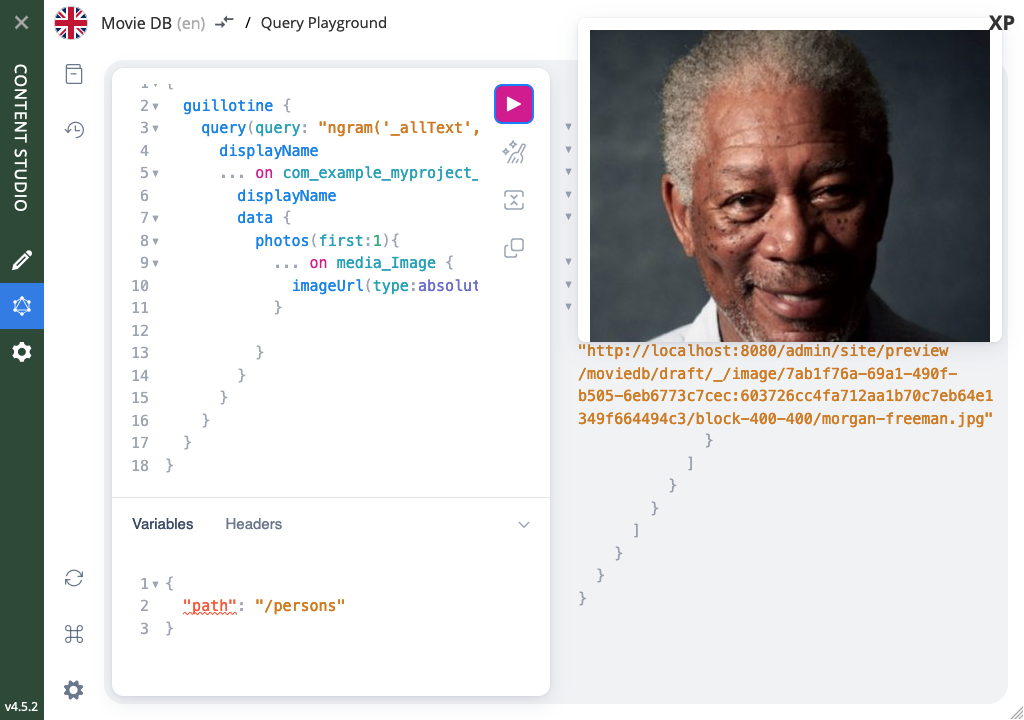 CONTENT STUDIO
v4.5.2
Movie DB (en) / Query Playground
XP
1 {
2 guillotine {
3 query(query: "ngram('_allText',
4 displayName
5 ... on com_example_myproject_
6 displayName
7 data {
8 photos(first:1){
9 ... on media_Image {
10 imageUrl(type:absolut
11 }
12
13 }
14 }
15 }
16 }
17 }
18 }
Variables Headers
1 {
2 "path": "/persons"
3 }
"http://localhost:8080/admin/site/preview
/moviedb/draft/_/image/7ab1f76a-69a1-490f-
b505-6eb6773c7cec:603726cc4fa712aa1b70c7eb64e1
349f664494c3/block-400-400/morgan-freeman.jpg"
}
]
}
}
]
}
}
}